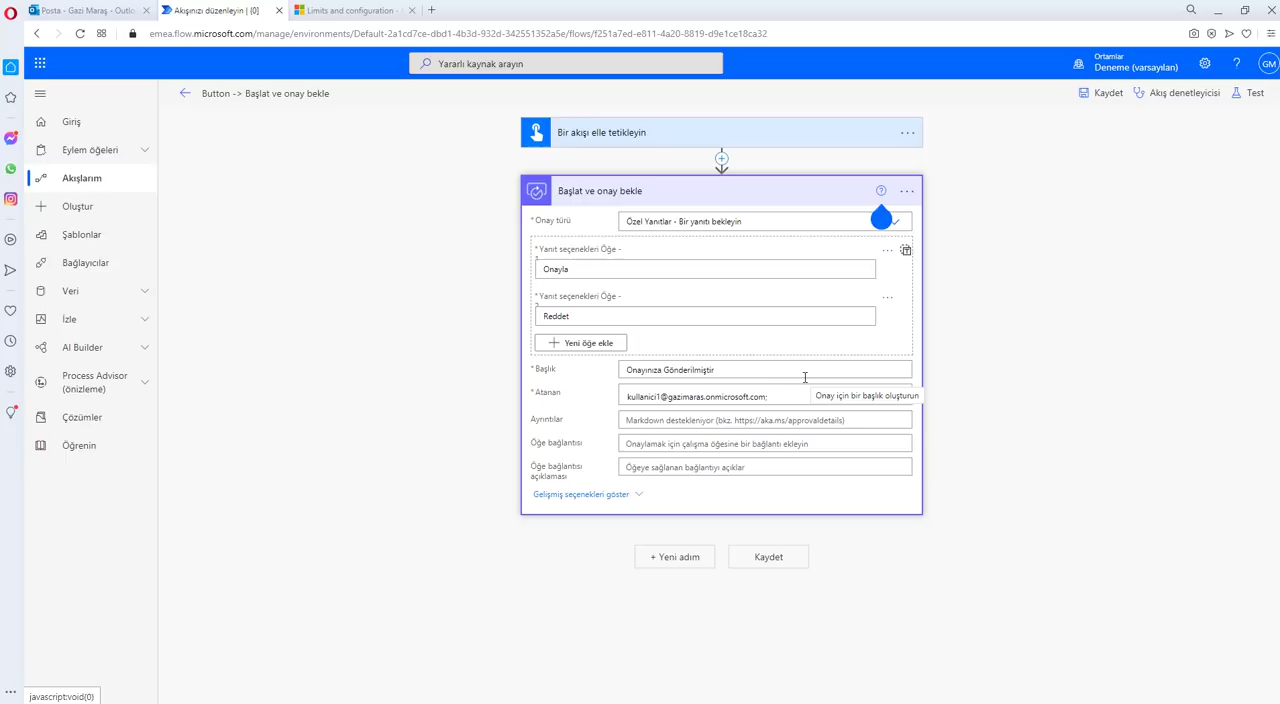 Posta - Gazi Maraş - Outlo
Akışınızı düzenleyin | {0}
Limits and configuration -
emea.flow.microsoft.com/manage/environments/Default-2a1cd7ce-dbd1-4b3d-932d-342551352a5e/flows/f251a7ed-e811-4a20-8819-d9e1ce18ca32
Yararlı kaynak arayın
Ortamlar
Deneme (varsayılan)
GM
Button -> Başlat ve onay bekle
Kaydet
Akış denetleyicisi
Test
Giriş
Eylem öğeleri
Akışlarım
Oluştur
Şablonlar
Bağlayıcılar
Veri
İzle
AI Builder
Process Advisor
(önizleme)
Çözümler
Öğrenin
Bir akışı elle tetikleyin
Başlat ve onay bekle
* Onay türü
Özel Yanıtlar - Bir yanıtı bekleyin
* Yanıt seçenekleri Öğe -
Onayla
* Yanıt seçenekleri Öğe -
Reddet
Yeni öğe ekle
* Başlık
Onayınıza Gönderilmiştir
* Atanan
kullanici1@gazimaras.onmicrosoft.com;
Onay için bir başlık oluşturun
Ayrıntılar
Markdown destekleniyor (bkz. https://aka.ms/approvaldetails)
Öğe bağlantısı
Onaylamak için çalışma öğesine bir bağlantı ekleyin
Öğe bağlantısı
açıklaması
Öğeye sağlanan bağlantıyı açıklar
Gelişmiş seçenekleri göster
+ Yeni adım
Kaydet
javascript:void(0)